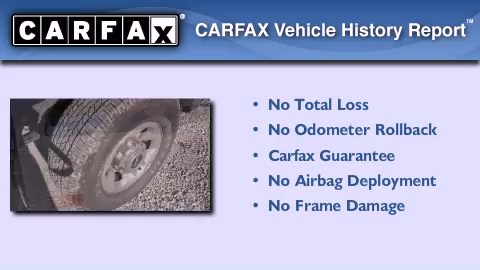 CARFAX®
CARFAX Vehicle History Report™
• No Total Loss
• No Odometer Rollback
• Carfax Guarantee
• No Airbag Deployment
• No Frame Damage